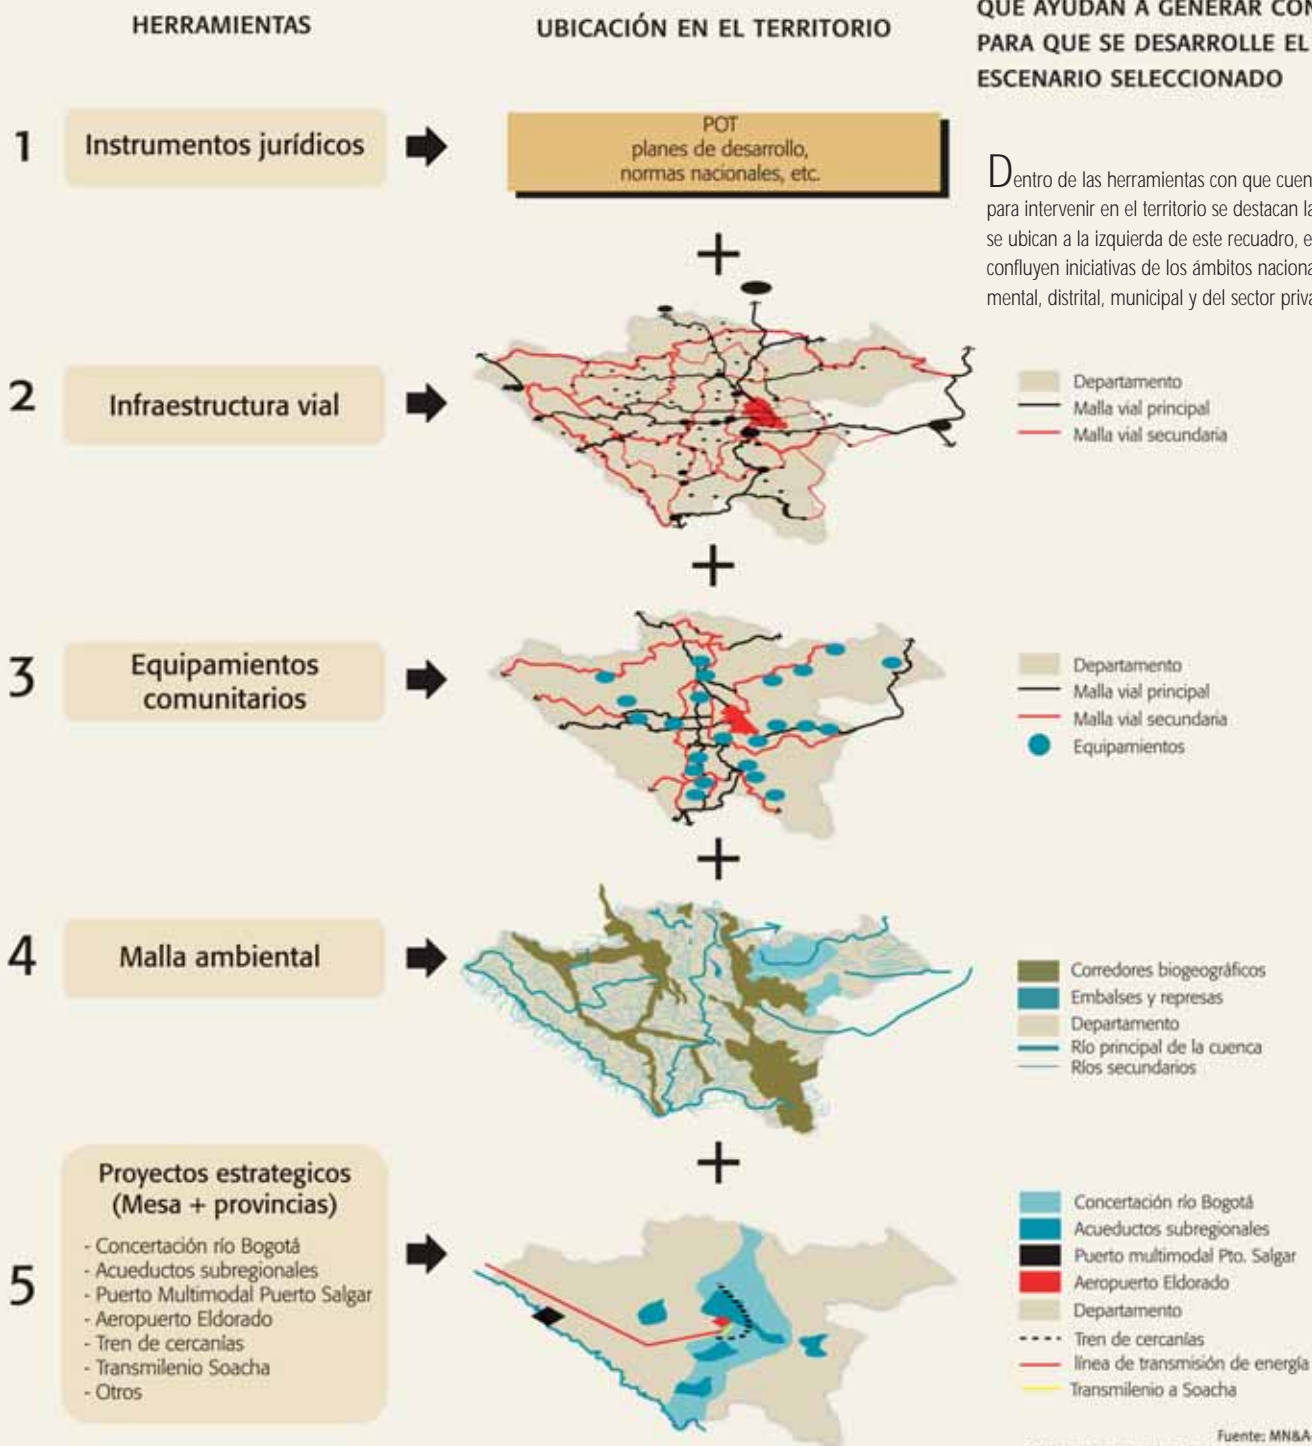 HERRAMIENTAS
UBICACIÓN EN EL TERRITORIO
QUE AYUDAN A GENERAR
PARA QUE SE DESARROLLE EL
ESCENARIO SELECCIONADO
Dentro de las herramientas con que
para intervenir en el territorio se destacan
se ubican a la izquierda de este recuadro,
confluyen iniciativas de los ámbitos
mental, distrital, municipal y del sector
1
Instrumentos jurídicos
POT
planes de desarrollo,
normas nacionales, etc.
+
2
Infraestructura vial
Departamento
Malla vial principal
Malla vial secundaria
+
3
Equipamientos
comunitarios
Departamento
Malla vial principal
Malla vial secundaria
Equipamientos
+
4
Malla ambiental
Corredores biogeográficos
Embalses y represas
Departamento
Río principal de la cuenca
Ríos secundarios
+
5
Proyectos estrategicos
(Mesa + provincias)
- Concertación río Bogotá
- Acueductos subregionales
- Puerto Multimodal Puerto Salgar
- Aeropuerto Eldorado
- Tren de cercanías
- Transmilenio Soacha
- Otros
Concertación río Bogotá
Acueductos subregionales
Puerto multimodal Pto. Salgar
Aeropuerto Eldorado
Departamento
Tren de cercanías
línea de transmisión de energía
Transmilenio a Soacha
Fuente: MN&A